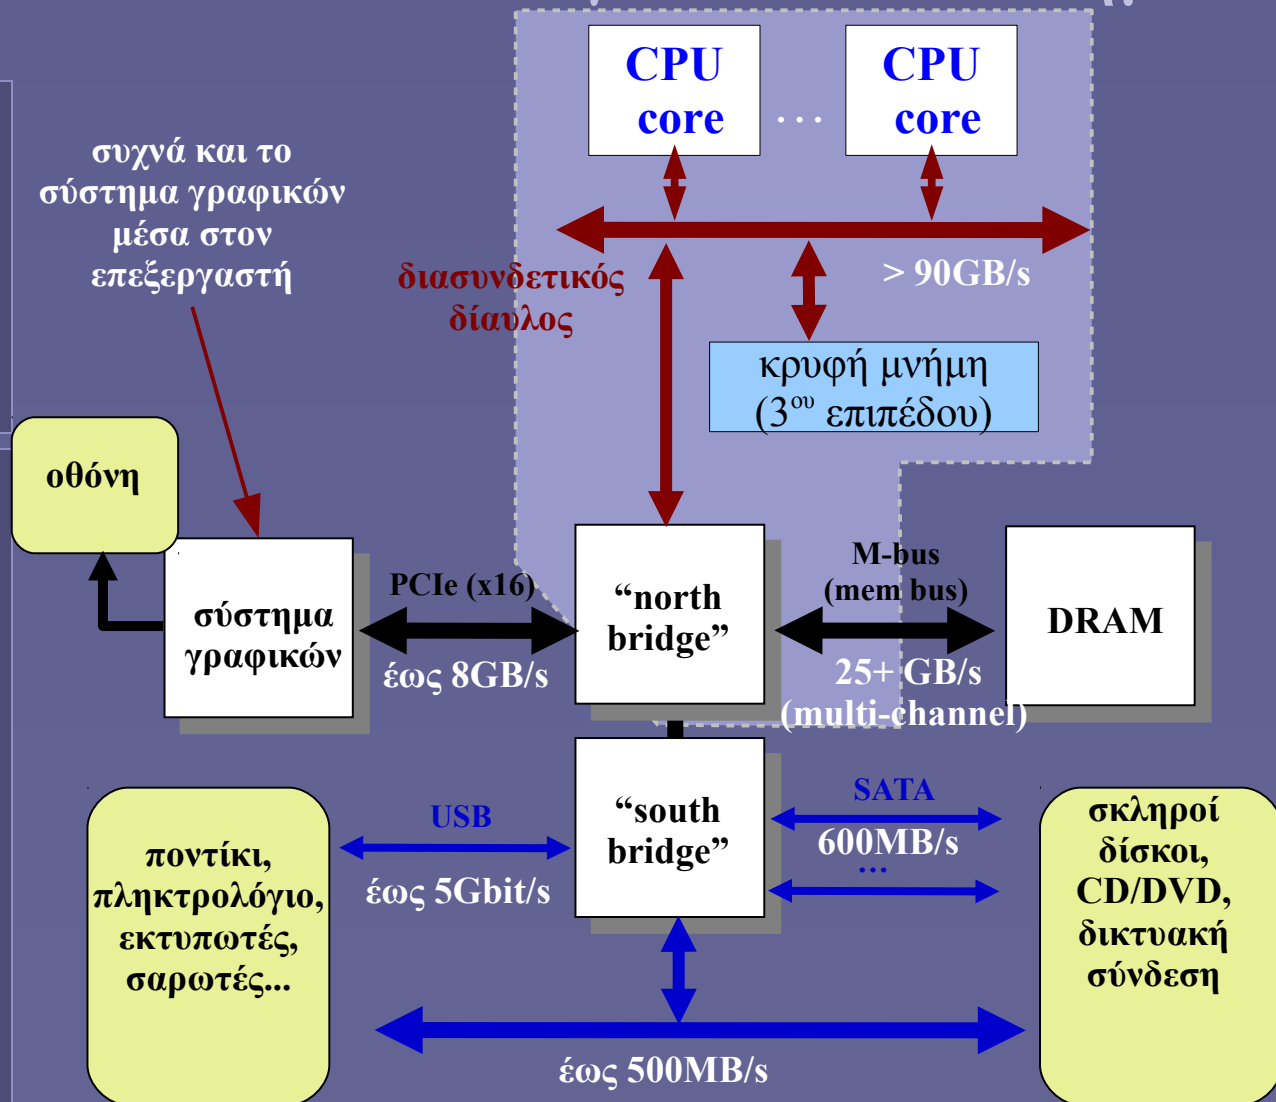 CPU
core
...
CPU
core
συχνά και το
σύστημα γραφικών
μέσα στον
επεξεργαστή
διασυνδετικός
δίαυλος
> 90GB/s
κρυφή μνήμη
(3ου επιπέδου)
οθόνη
σύστημα
γραφικών
PCIe (x16)
έως 8GB/s
“north
bridge”
M-bus
(mem bus)
25+ GB/s
(multi-channel)
DRAM
“south
bridge”
USB
έως 5Gbit/s
SATA
600MB/s
...
ποντίκι,
πληκτρολόγιο,
εκτυπωτές,
σαρωτές...
σκληροί
δίσκοι,
CD/DVD,
δικτυακή
σύνδεση
έως 500MB/s